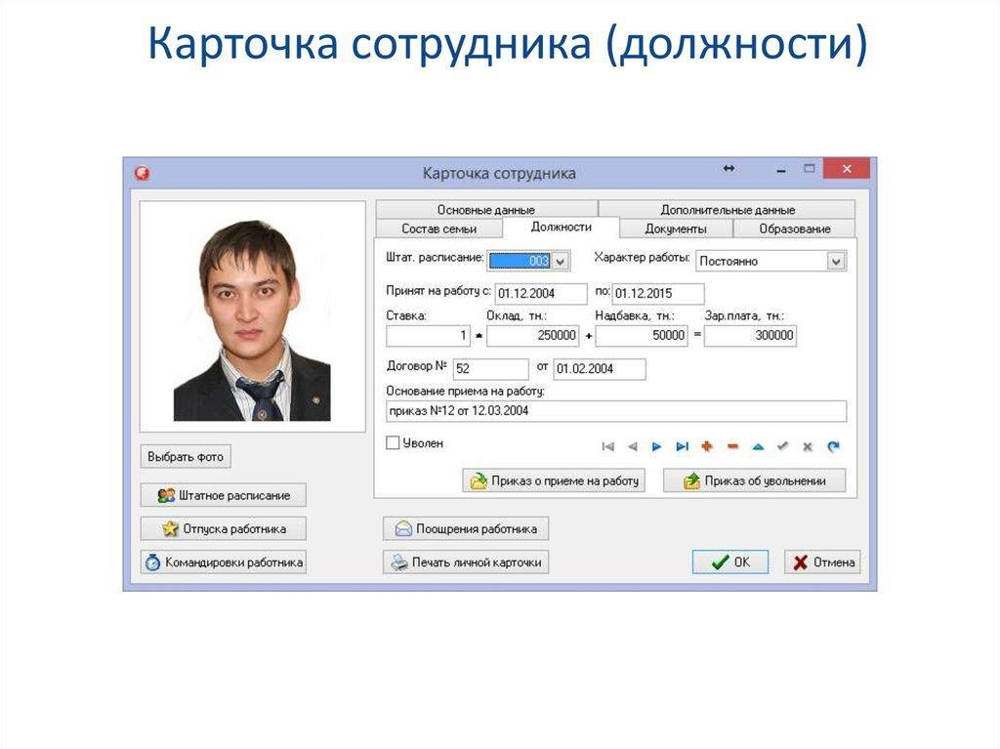 Карточка сотрудника (должности)
Карточка сотрудника
Основные данные Дополнительные данные
Состав семьи Должности Документы Образование
Штат. расписание: 003 Характер работы: Постоянно
Принят на работу с: 01.12.2004 по: 01.12.2015
Ставка: Оклад, тн.: Надбавка, тн.: Зар.плата, тн.:
1 * 250000 + 50000 = 300000
Договор № 52 от 01.02.2004
Основание приема на работу:
приказ №12 от 12.03.2004
Уволен
Выбрать фото
Приказ о приеме на работу Приказ об увольнении
Штатное расписание
Отпуска работника Поощрения работника
Командировки работника Печать личной карточки OK Отмена